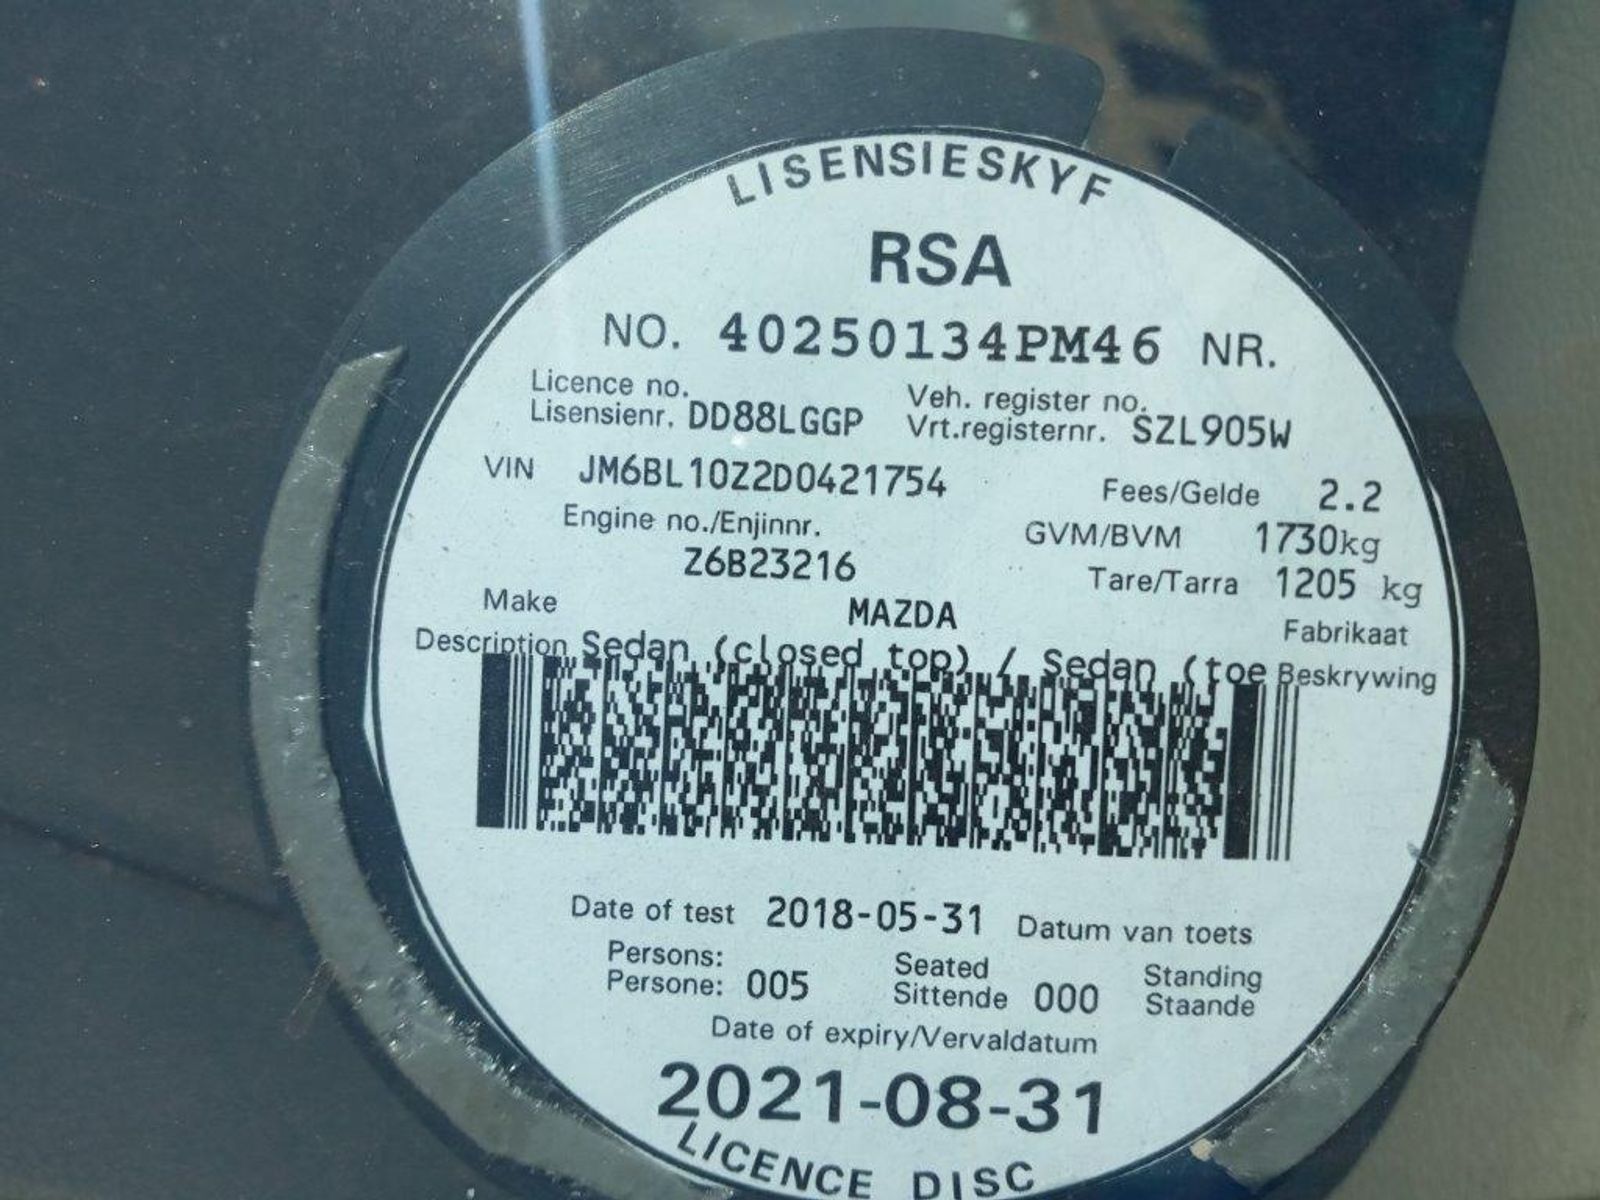 LISENSIESKYF
RSA
NO. 40250134PM46 NR.
Licence no. Veh. register no.
Lisensienr. DD88LGGP Vrt.registernr. SZL905W
VIN JM6BL10Z2D0421754 Fees/Gelde 2.2
Engine no./Enjinnr. GVM/BVM 1730kg
Z6B23216 Tare/Tarra 1205 kg
Make MAZDA Fabrikaat
Description Sedan (closed top) / Sedan (toe Beskrywing
Date of test 2018-05-31 Datum van toets
Persons: Seated Standing
Persone: 005 Sittende 000 Staande
Date of expiry/Vervaldatum
2021-08-31
LICENCE DISC